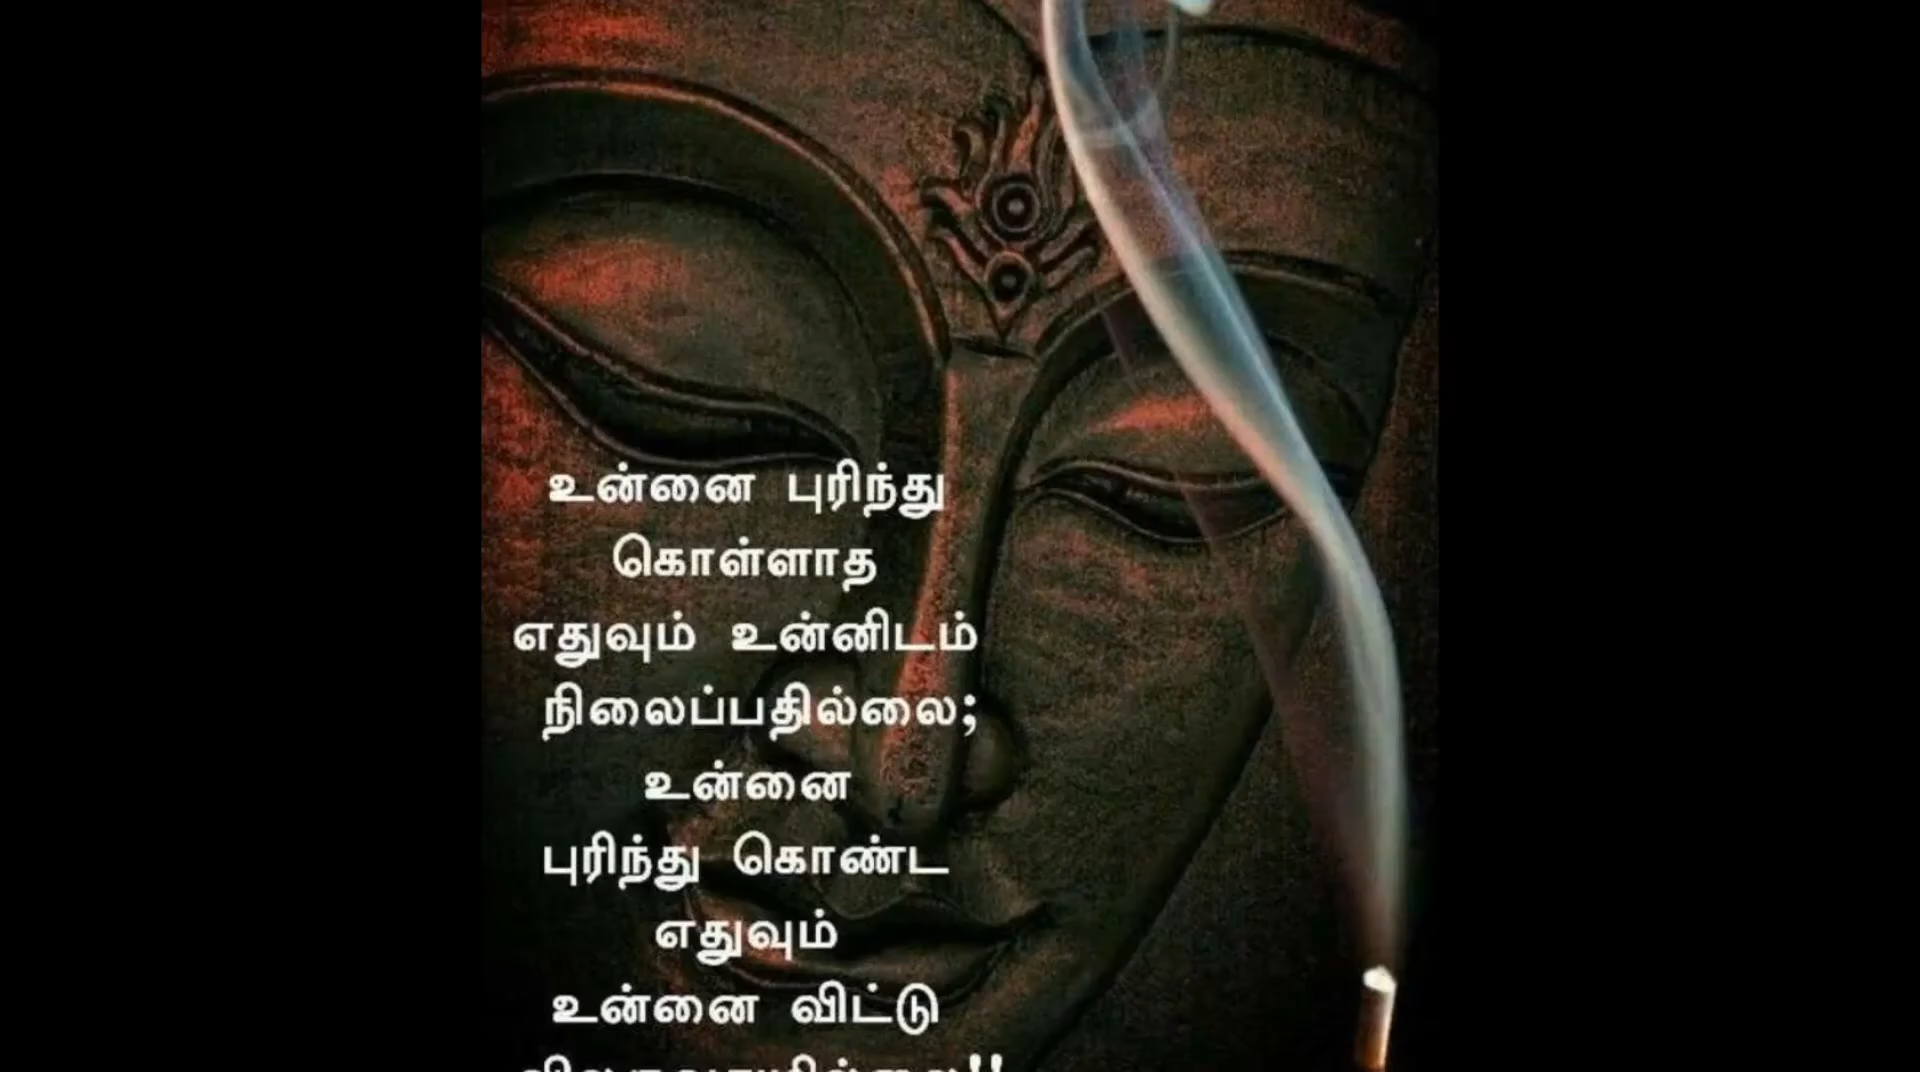 உன்னை புரிந்து
கொள்ளாத
எதுவும் உன்னிடம்
நிலைப்பதில்லை;
உன்னை
புரிந்து கொண்ட
எதுவும்
உன்னை விட்டு